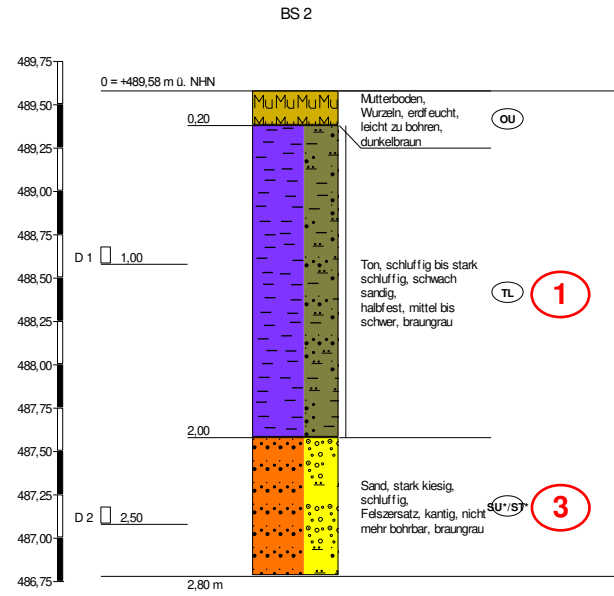 BS 2
489,75
0 = +489,58 m ü. NHN
489,50
MuMuMuMu
Mutterboden,
Wurzeln, erdfeucht,
leicht zu bohren,
dunkelbraun
OU
0,20
489,25
489,00
488,75
D 1 1,00
488,50
Ton, schluffig bis stark
schluffig, schwach
sandig,
halbfest, mittel bis
schwer, braungrau
TL
1
488,25
488,00
487,75
2,00
487,50
Sand, stark kiesig,
schluffig,
Felszersatz, kantig, nicht
mehr bohrbar, braungrau
SU*/ST*
3
487,25
D 2 2,50
487,00
486,75
2,80 m